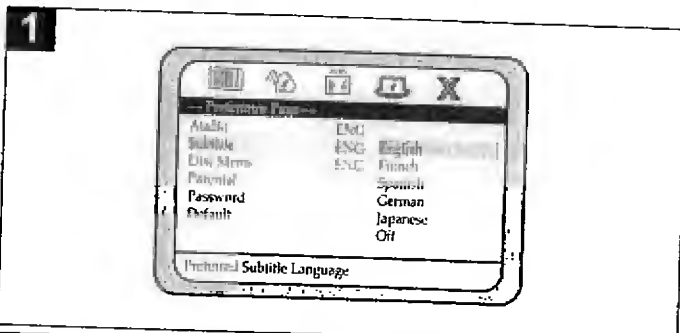 1
-- Preference Page --
Audio ENG
Subtitle ENG English
Disc Menu ENG French
Parental Spanish
Password German
Default Japanese
Off
Preferred Subtitle Language